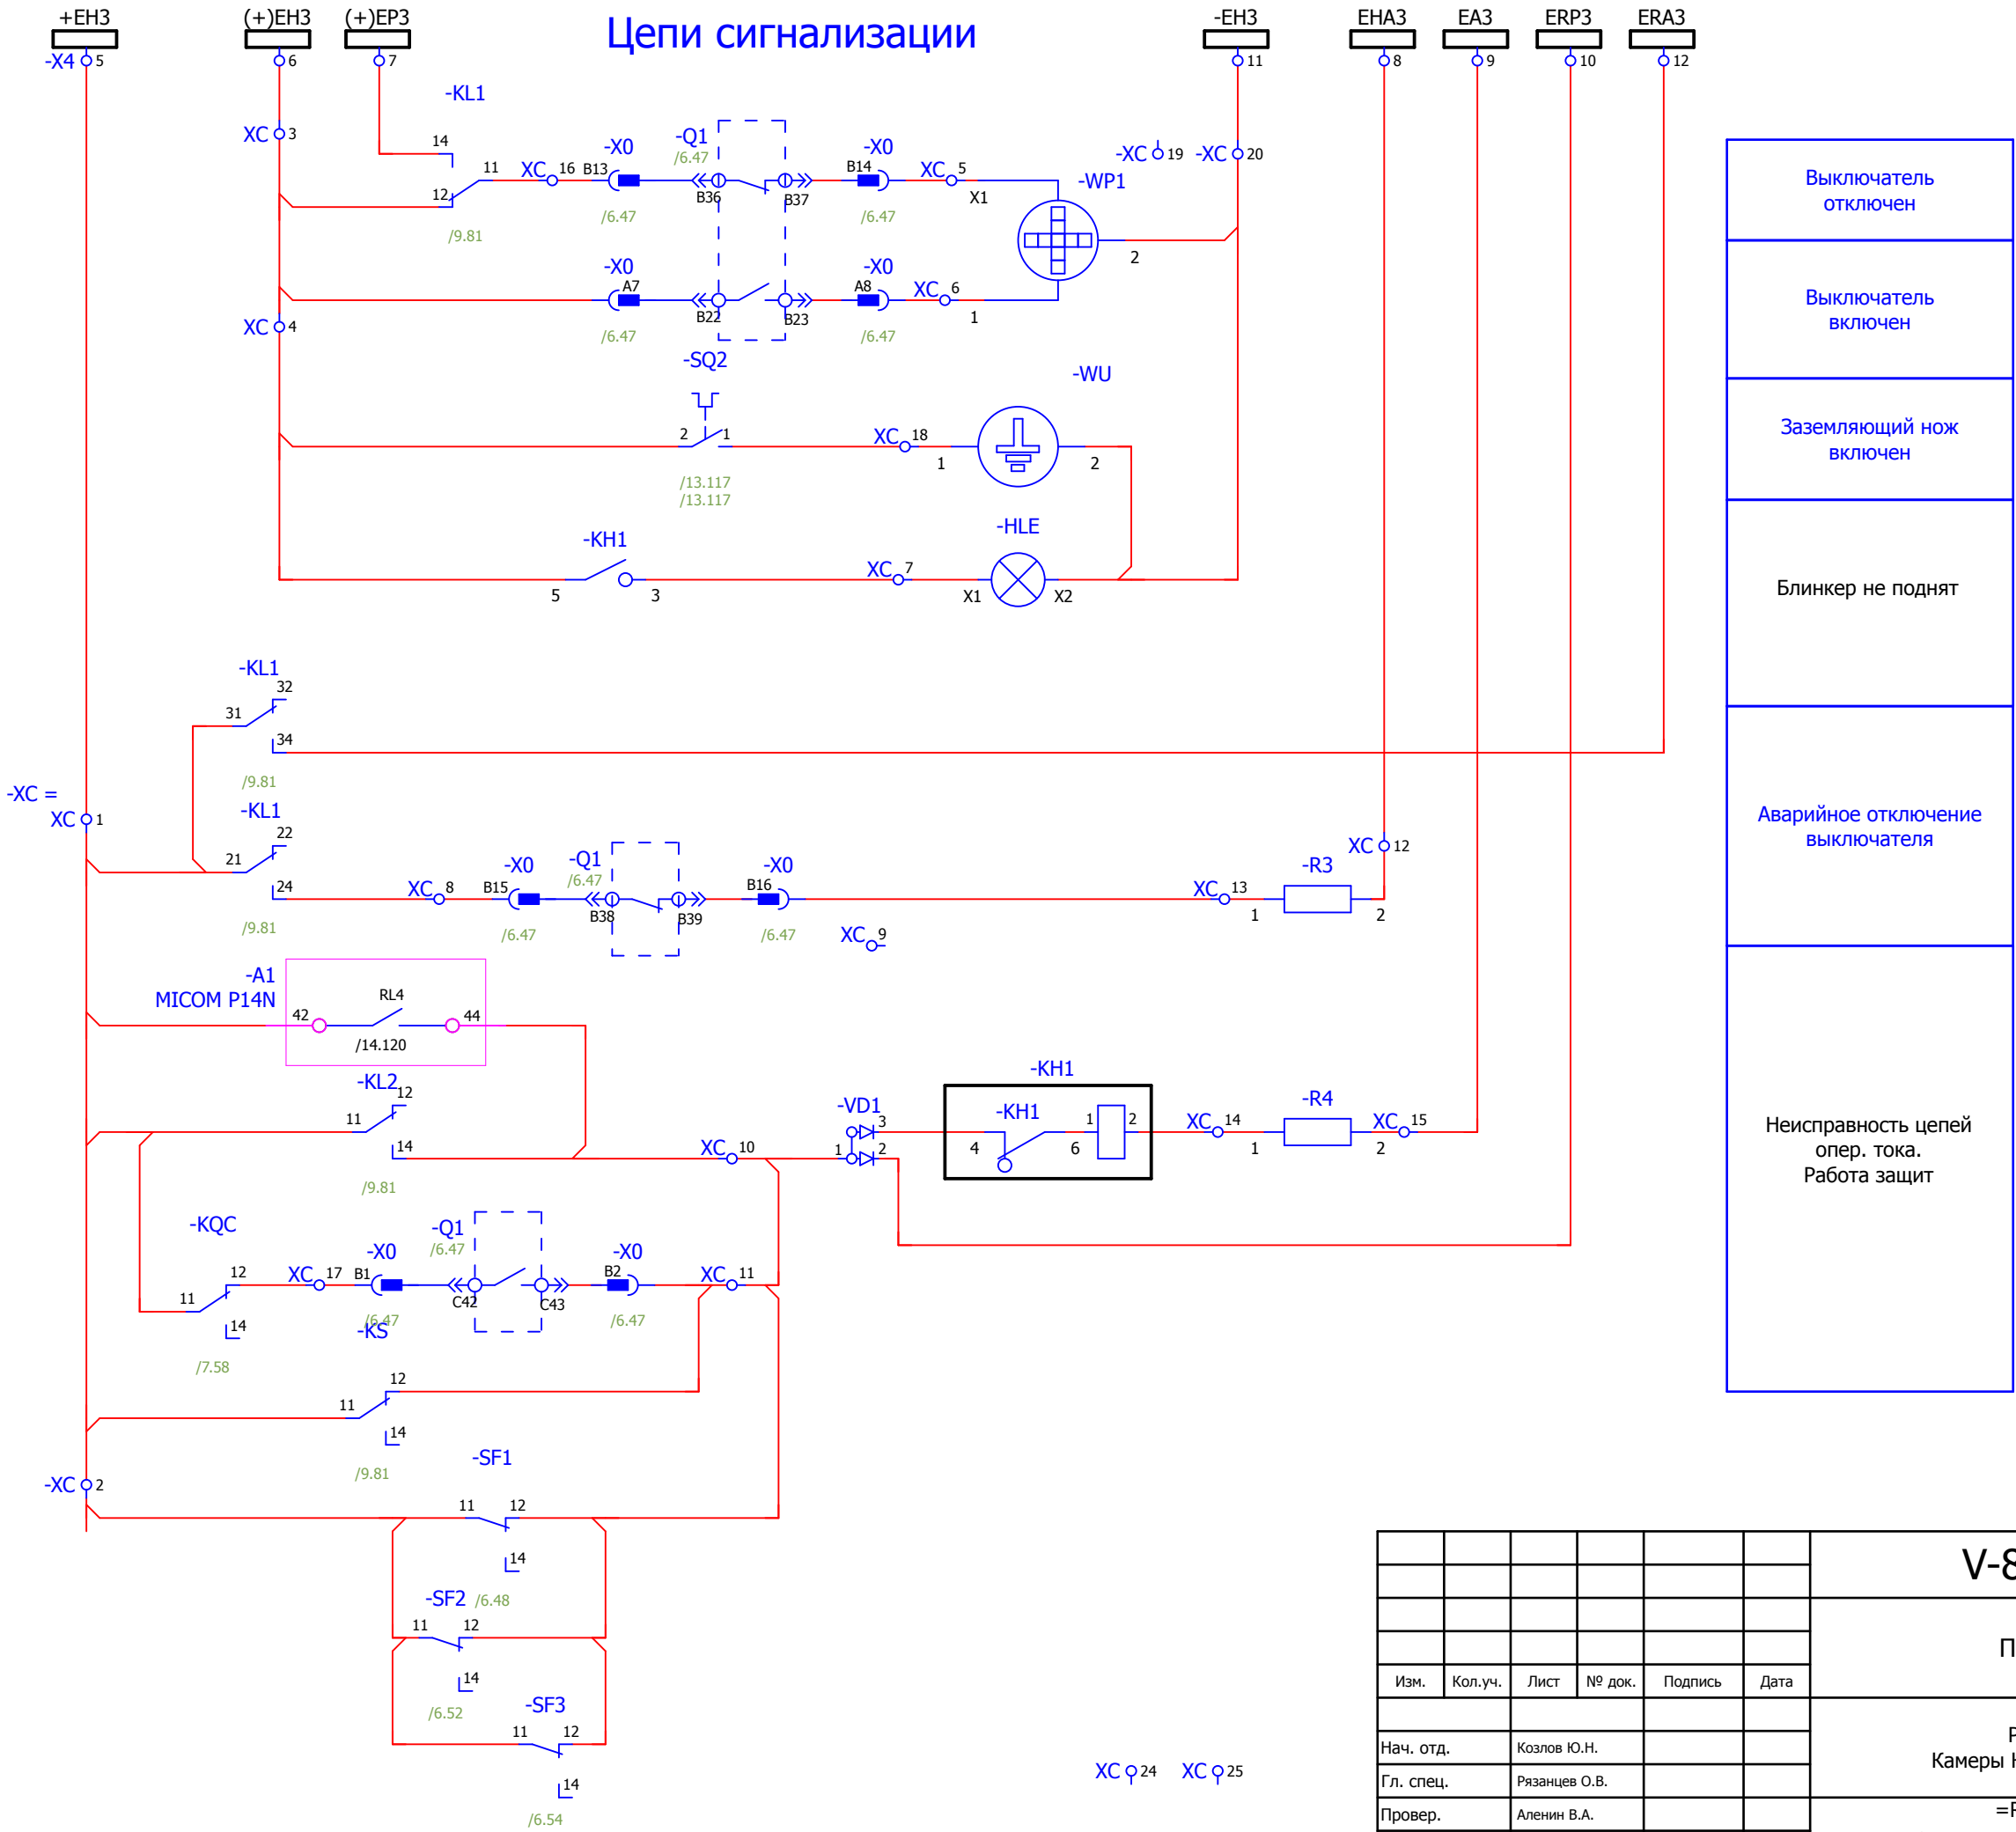 Цепи сигнализации
+EH3
(+)EH3
(+)EP3
-EH3
EHA3
EA3
ERP3
ERA3
-X4 5
6
7
11
8
9
10
12
-KL1
XC 3
14
11
12
/9.81
XC 16
-X0
B13
/6.47
-Q1
/6.47
B36
B37
-X0
B14
/6.47
XC 5
X1
-WP1
2
-XC 19
-XC 20
-X0
A7
/6.47
B22
B23
-X0
A8
/6.47
XC 6
1
XC 4
-SQ2
2 1
/13.117
/13.117
XC 18
1
-WU
2
-KH1
5
3
XC 7
-HLE
X1
X2
-KL1
32
31
34
/9.81
-XC =
XC 1
-KL1
22
21
24
/9.81
XC 8
-X0
B15
/6.47
-Q1
/6.47
B38
B39
-X0
B16
/6.47
XC 9
XC 13
-R3
1
2
XC 12
-A1
MICOM P14N
42
RL4
44
/14.120
-KL2
12
11
14
/9.81
XC 10
-VD1
3
1
2
-KH1
-KH1
4
6
1
2
XC 14
-R4
1
2
XC 15
-KQC
12
11
14
/7.58
XC 17
-X0
B1
/6.47
-Q1
/6.47
C42
C43
-X0
B2
/6.47
XC 11
-KS
12
11
14
/9.81
-XC 2
-SF1
11
12
14
/6.48
-SF2
11
12
14
/6.52
-SF3
11
12
14
/6.54
XC 24
XC 25
Выключатель
отключен
Выключатель
включен
Заземляющий нож
включен
Блинкер не поднят
Аварийное отключение
выключателя
Неисправность цепей
опер. тока.
Работа защит
V-8
П
Изм.
Кол.уч.
Лист
№ док.
Подпись
Дата
Нач. отд.
Козлов Ю.Н.
Гл. спец.
Рязанцев О.В.
Провер.
Аленин В.А.
Камеры